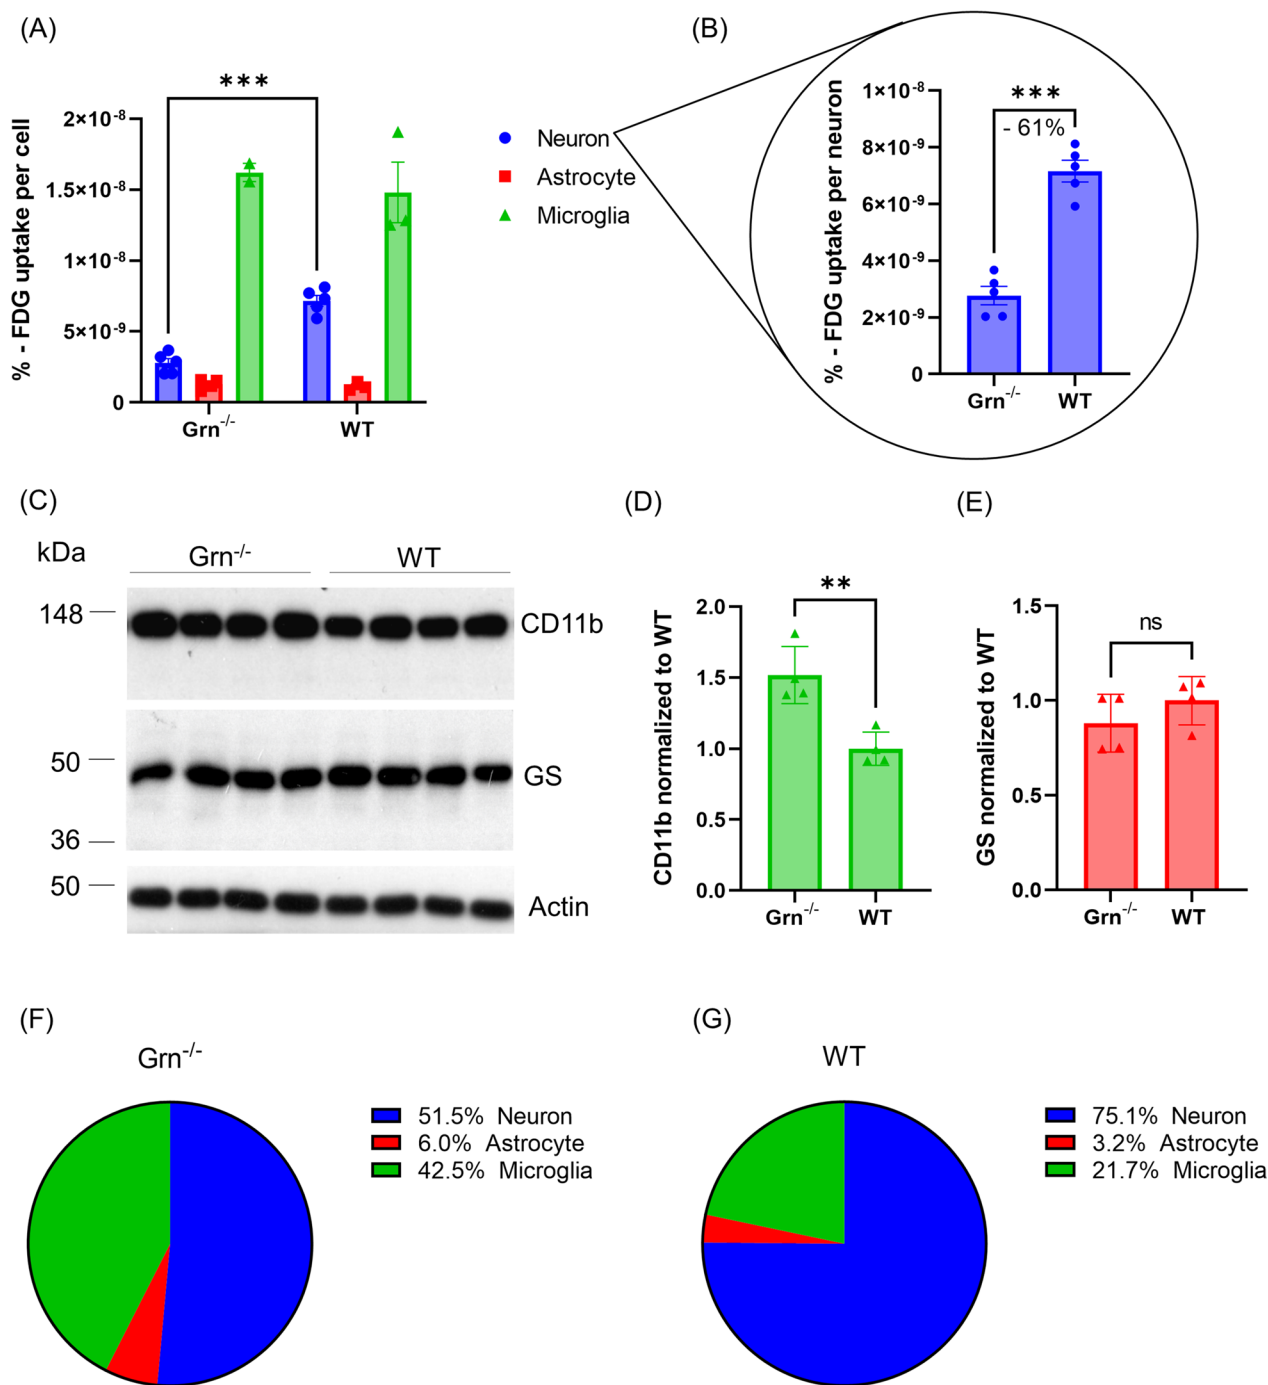 (A)
***
% - FDG uptake per cell
2×10⁻⁸
1.5×10⁻⁸
1×10⁻⁸
5×10⁻⁹
0
Grn⁻/⁻
WT
Neuron
Astrocyte
Microglia
(B)
***
- 61%
% - FDG uptake per neuron
1×10⁻⁸
8×10⁻⁹
6×10⁻⁹
4×10⁻⁹
2×10⁻⁹
0
Grn⁻/⁻
WT
(C)
kDa
Grn⁻/⁻
WT
148
CD11b
50
GS
36
50
Actin
(D)
**
CD11b normalized to WT
2.0
1.5
1.0
0.5
0.0
Grn⁻/⁻
WT
(E)
ns
GS normalized to WT
1.5
1.0
0.5
0.0
Grn⁻/⁻
WT
(F)
Grn⁻/⁻
51.5% Neuron
6.0% Astrocyte
42.5% Microglia
(G)
WT
75.1% Neuron
3.2% Astrocyte
21.7% Microglia